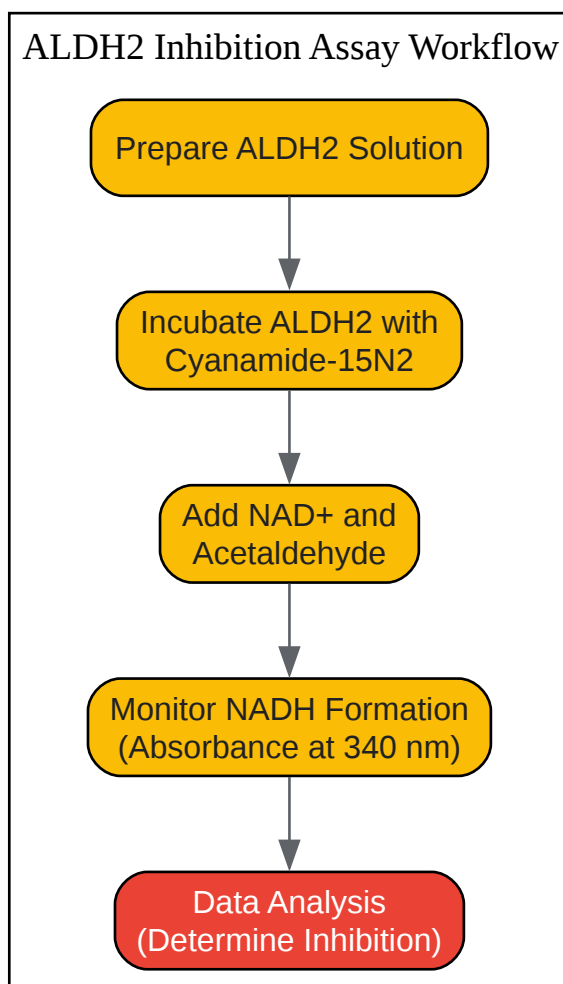 ALDH2 Inhibition Assay Workflow
Prepare ALDH2 Solution
Incubate ALDH2 with
Cyanamide-15N2
Add NAD+ and
Acetaldehyde
Monitor NADH Formation
(Absorbance at 340 nm)
Data Analysis
(Determine Inhibition)